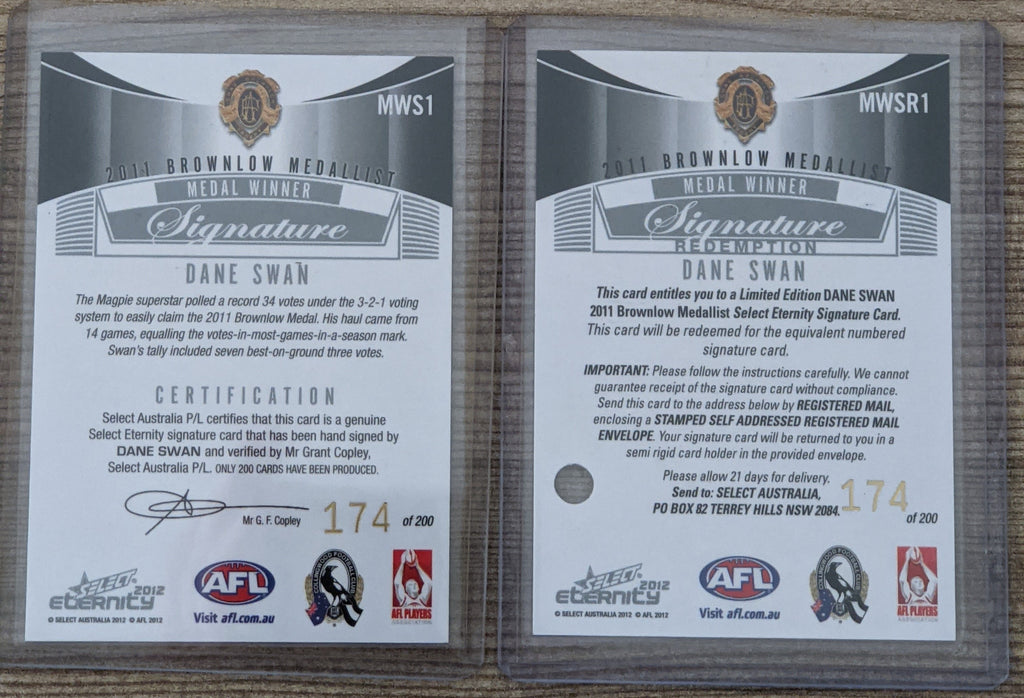 MWS1
2011 BROWNLOW MEDALLIST
MEDAL WINNER
Signature
DANE SWAN
The Magpie superstar polled a record 34 votes under the 3-2-1 voting
system to easily claim the 2011 Brownlow Medal. His haul came from
14 games, equalling the votes-in-most-games-in-a-season mark.
Swan's tally included seven best-on-ground three votes.
CERTIFICATION
Select Australia P/L certifies that this card is a genuine
Select Eternity signature card that has been hand signed by
DANE SWAN and verified by Mr Grant Copley,
Select Australia P/L. ONLY 200 CARDS HAVE BEEN PRODUCED.
Mr G. F. Copley
174 of 200
SELECT 2012
ETERNITY
© SELECT AUSTRALIA 2012 © AFL 2012
AFL
Visit afl.com.au
COLLINGWOOD FOOTBALL CLUB
AFL PLAYERS
ASSOCIATION
MWSR1
2011 BROWNLOW MEDALLIST
MEDAL WINNER
Signature
REDEMPTION
DANE SWAN
This card entitles you to a Limited Edition DANE SWAN
2011 Brownlow Medallist Select Eternity Signature Card.
This card will be redeemed for the equivalent numbered
signature card.
IMPORTANT: Please follow the instructions carefully. We cannot
guarantee receipt of the signature card without compliance.
Send this card to the address below by REGISTERED MAIL,
enclosing a STAMPED SELF ADDRESSED REGISTERED MAIL
ENVELOPE. Your signature card will be returned to you in a
semi rigid card holder in the provided envelope.
Please allow 21 days for delivery.
Send to: SELECT AUSTRALIA,
PO BOX 82 TERREY HILLS NSW 2084.
174 of 200
SELECT 2012
ETERNITY
© SELECT AUSTRALIA 2012 © AFL 2012
AFL
Visit afl.com.au
COLLINGWOOD FOOTBALL CLUB
AFL PLAYERS
ASSOCIATION